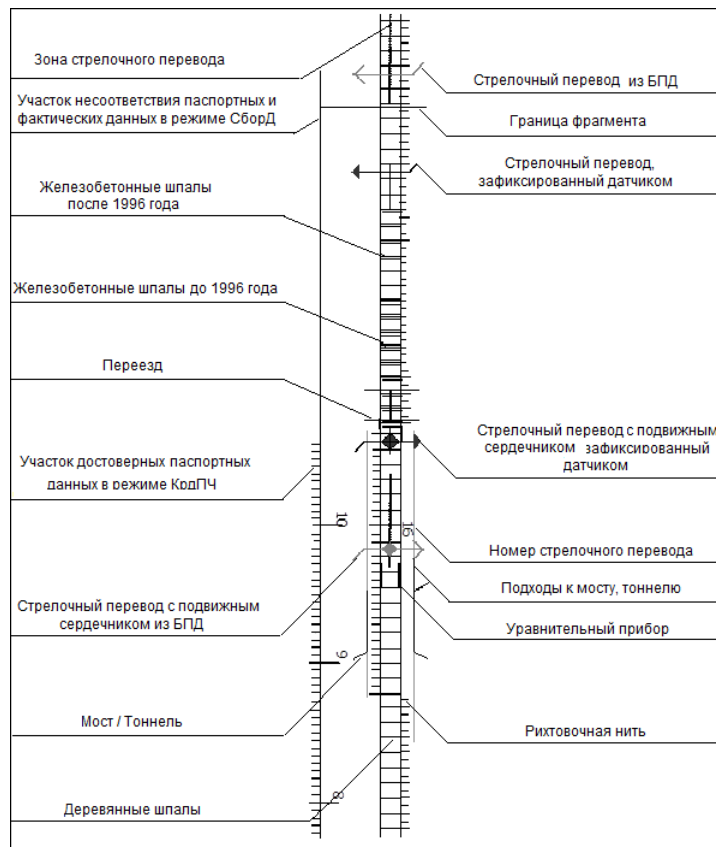 Зона стрелочного перевода
Участок несоответствия паспортных и
фактических данных в режиме СборД
Железобетонные шпалы
после 1996 года
Железобетонные шпалы до 1996 года
Переезд
Участок достоверных паспортных
данных в режиме КрдПЧ
Стрелочный перевод с подвижным
сердечником из БПД
Мост / Тоннель
Деревянные шпалы
10
9
8
16
Стрелочный перевод из БПД
Граница фрагмента
Стрелочный перевод,
зафиксированный датчиком
Стрелочный перевод с подвижным
сердечником зафиксированный
датчиком
Номер стрелочного перевода
Подходы к мосту, тоннелю
Уравнительный прибор
Рихтовочная нить